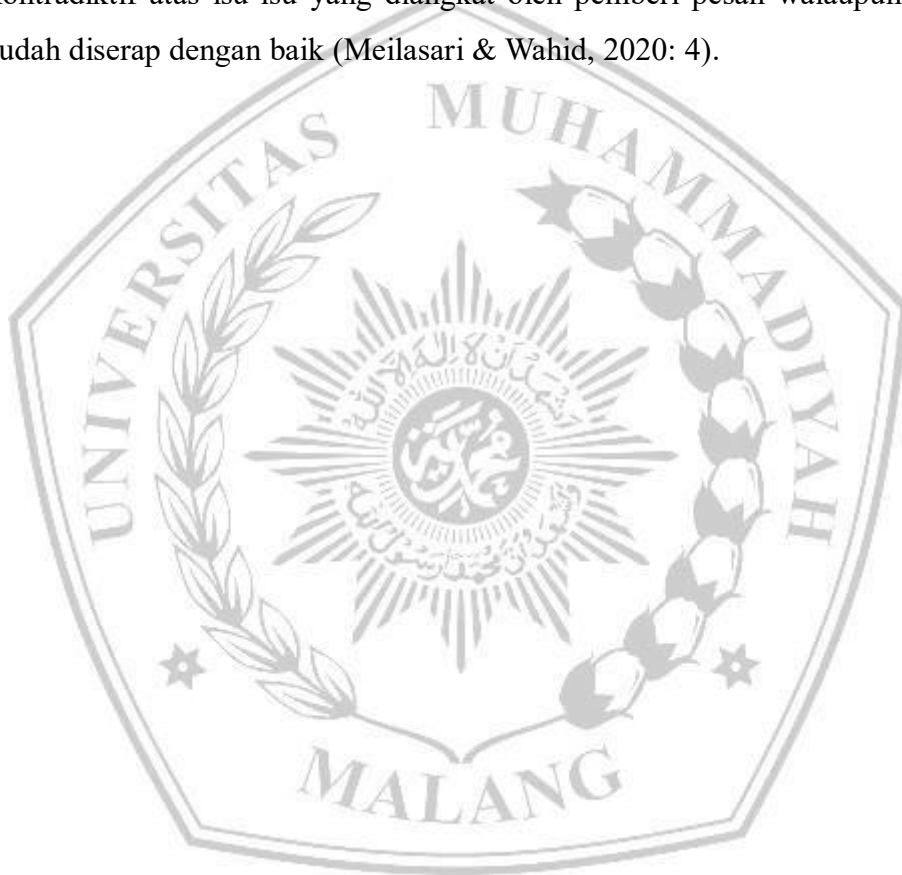 kontradiktif atas isu-isu yang diangkat oleh pemberi pesan walaupun
udah diserap dengan baik (Meilasari & Wahid, 2020: 4).
UNIVERSITAS MUHAMMADIYAH
MALANG